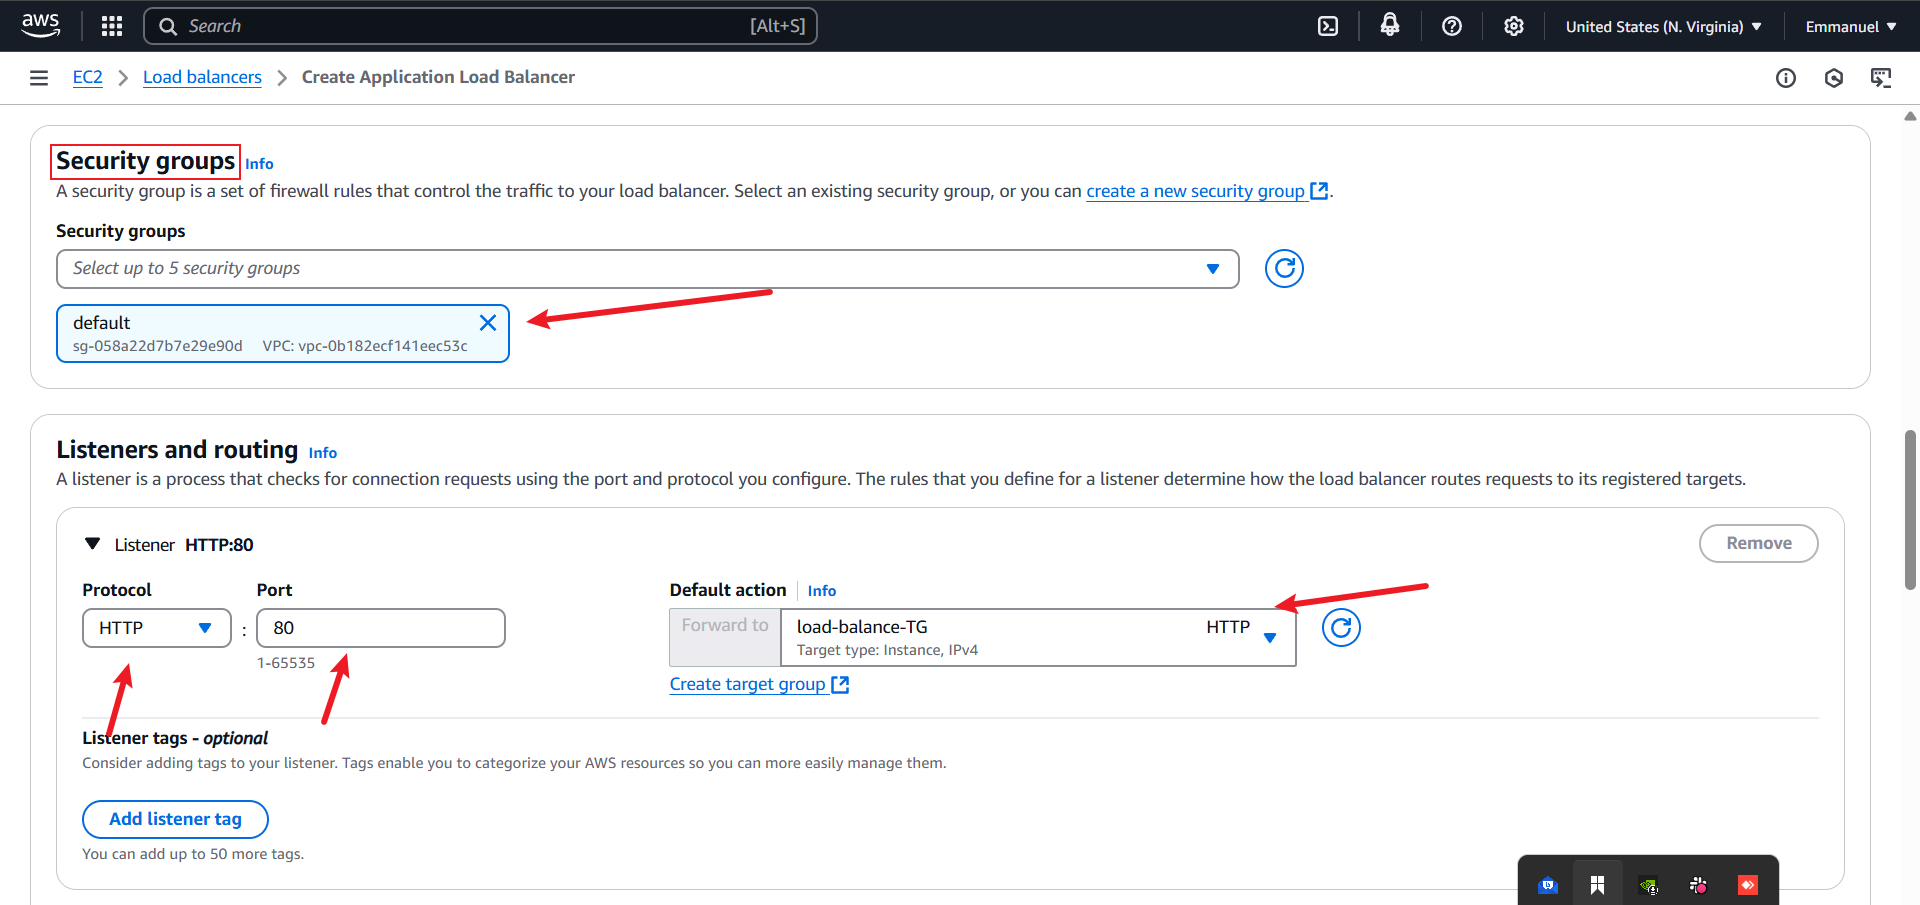 aws
Search [Alt+S]
United States (N. Virginia)
Emmanuel
EC2
Load balancers
Create Application Load Balancer
Security groups Info
A security group is a set of firewall rules that control the traffic to your load balancer. Select an existing security group, or you can create a new security group.
Security groups
Select up to 5 security groups
default
sg-058a22d7b7e29e90d VPC: vpc-0b182ecf141eec53c
Listeners and routing Info
A listener is a process that checks for connection requests using the port and protocol you configure. The rules that you define for a listener determine how the load balancer routes requests to its registered targets.
Listener HTTP:80
Remove
Protocol Port Default action Info
HTTP : 80
Forward to load-balance-TG HTTP
Target type: Instance, IPv4
1-65535
Create target group
Listener tags - optional
Consider adding tags to your listener. Tags enable you to categorize your AWS resources so you can more easily manage them.
Add listener tag
You can add up to 50 more tags.